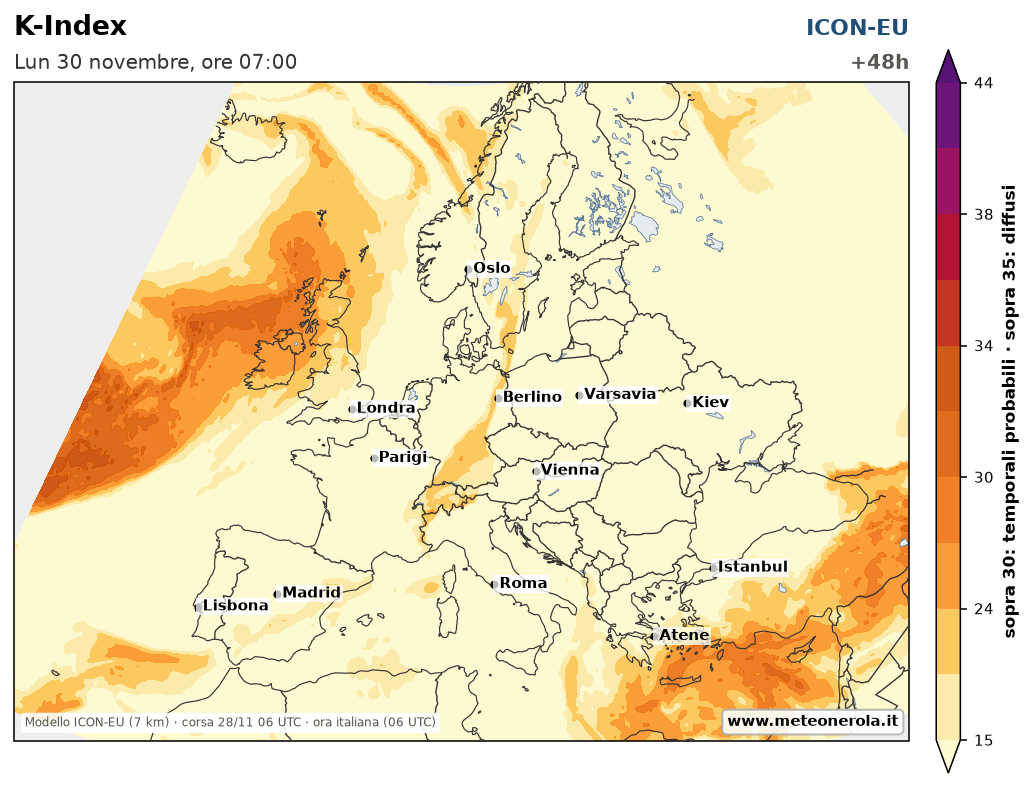 K-Index
ICON-EU
Lun 30 novembre, ore 07:00
+48h
44
38
34
30
24
15
sopra 30: temporali probabili · sopra 35: diffusi
Oslo
Berlino
Varsavia
Kiev
Londra
Parigi
Vienna
Istanbul
Roma
Madrid
Lisbona
Atene
Modello ICON-EU (7 km) · corsa 28/11 06 UTC · ora italiana (06 UTC)
www.meteonerola.it